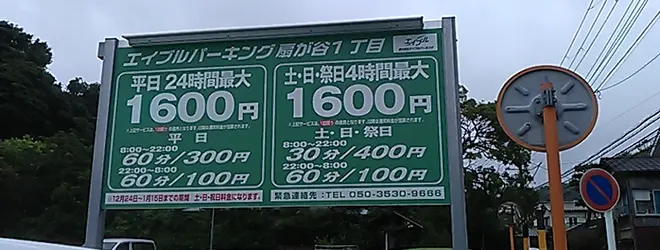 エイブル
エイブルパーキング扇が谷1丁目
平日 24時間最大
1600円
平 日
8:00〜22:00
60分/300円
22:00〜8:00
60分/100円
※12月24日〜1月15日までの期間 土・日・祝日料金になります。
土・日・祭日4時間最大
1600円
土・日・祭日
8:00〜22:00
30分/400円
22:00〜8:00
60分/100円
緊急連絡先:TEL 050-3530-9666